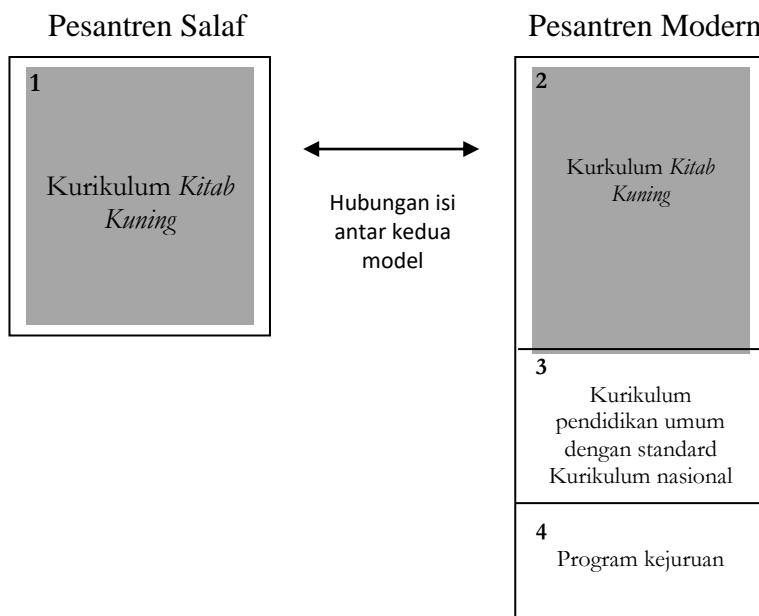 Pesantren Salaf
1
Kurikulum Kitab
Kuning
Hubungan isi
antar kedua
model
Pesantren Modern
2
Kurkulum Kitab
Kuning
3
Kurikulum
pendidikan umum
dengan standard
Kurikulum nasional
4
Program kejuruan